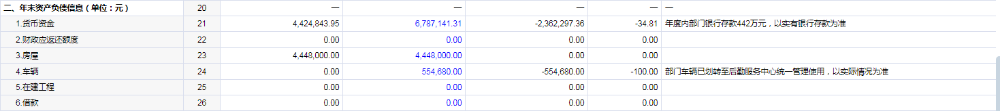 二、年末资产负债信息（单位：元） 20 — — — — —
1.货币资金 21 4,424,843.95 6,787,141.31 -2,362,297.36 -34.81 年度内部门银行存款442万元，以实有银行存款为准
2.财政应返还额度 22 0.00 0.00 0.00 0.00
3.房屋 23 4,448,000.00 4,448,000.00 0.00 0.00
4.车辆 24 0.00 554,680.00 -554,680.00 -100.00 部门车辆已划转至后勤服务中心统一管理使用，以实际情况为准
5.在建工程 25 0.00 0.00 0.00 0.00
6.借款 26 0.00 0.00 0.00 0.00